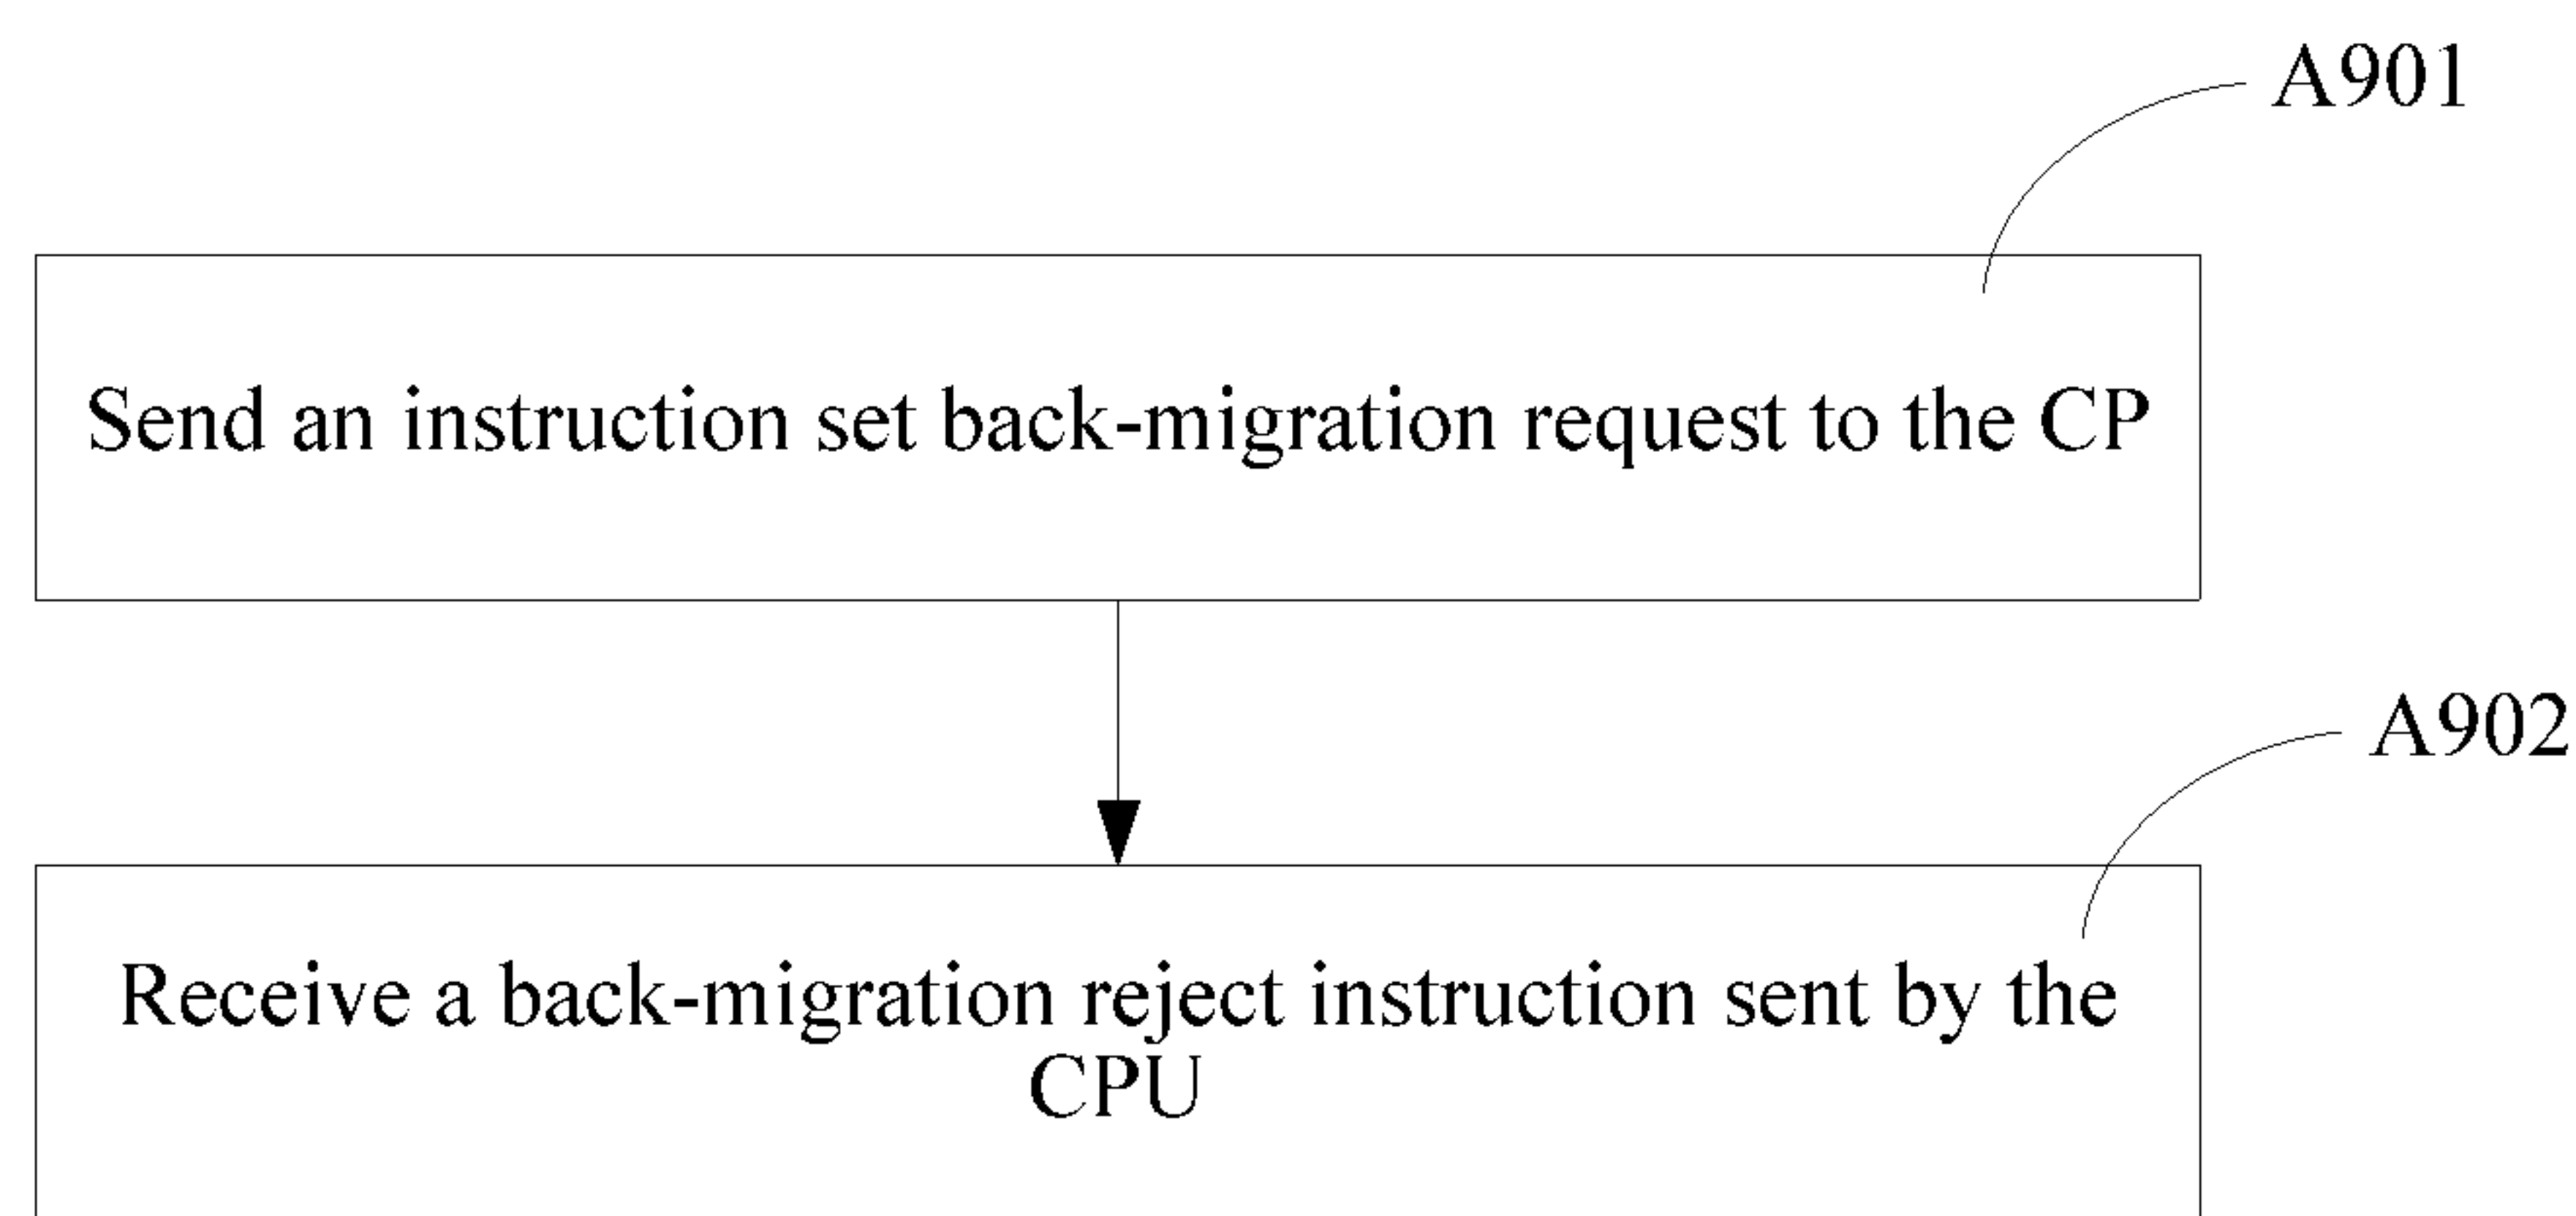 A901
Send an instruction set back-migration request to the CP
A902
Receive a back-migration reject instruction sent by the
CPU